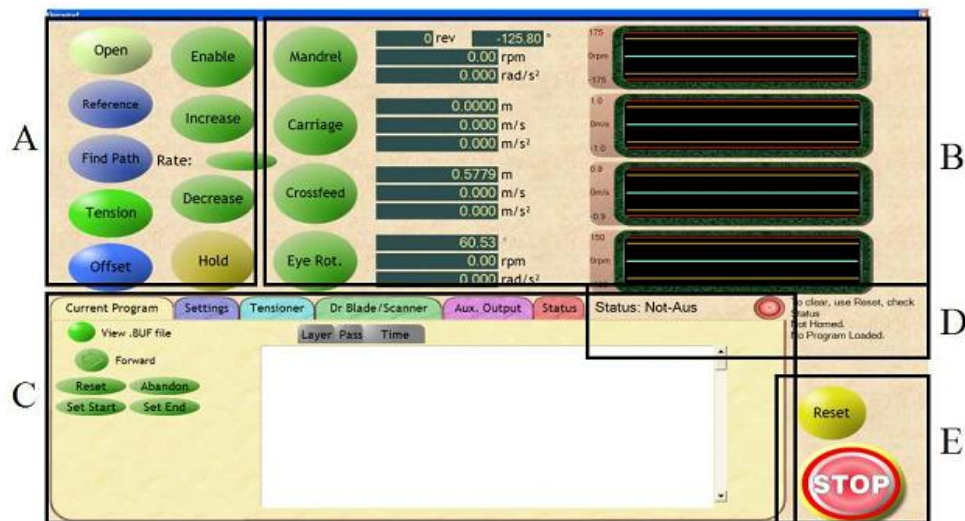 A
Open
Enable
Reference
Increase
Find Path
Rate:
Tension
Decrease
Offset
Hold
B
Mandrel
0 rev -125.80 °
0.00 rpm
0.000 rad/s²
175
0rpm
-175
Carriage
0.0000 m
0.000 m/s
0.000 m/s²
1.0
0m/s
-1.0
Crossfeed
0.5779 m
0.000 m/s
0.000 m/s²
0.9
0m/s
-0.9
Eye Rot.
60.53 °
0.00 rpm
0.000 rad/s²
150
0rpm
C
Current Program Settings Tensioner Dr Blade/Scanner Aux. Output Status
View .BUF file
Forward
Reset Abandon
Set Start Set End
Layer Pass Time
D
Status: Not-Aus
To clear, use Reset, check
Status
Not Homed.
No Program Loaded.
E
Reset
STOP